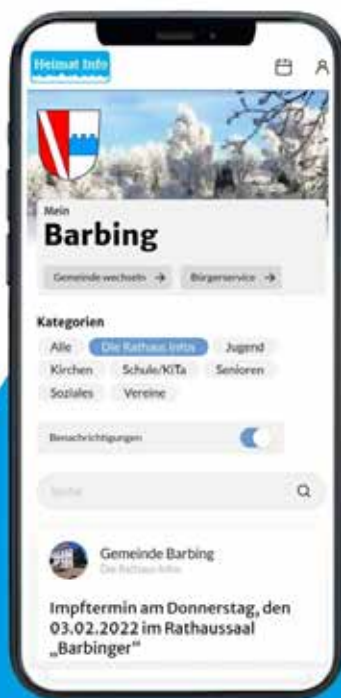 Heimat Info
Mein
Barbing
Gemeinde wechseln →
Bürgerservice →
Kategorien
Alle Die Rathaus Infos Jugend
Kirchen Schule/KiTa Senioren
Soziales Vereine
Benachrichtigungen
Suche
Gemeinde Barbing
Die Rathaus Infos
Impftermin am Donnerstag, den
03.02.2022 im Rathaussaal
„Barbinger“